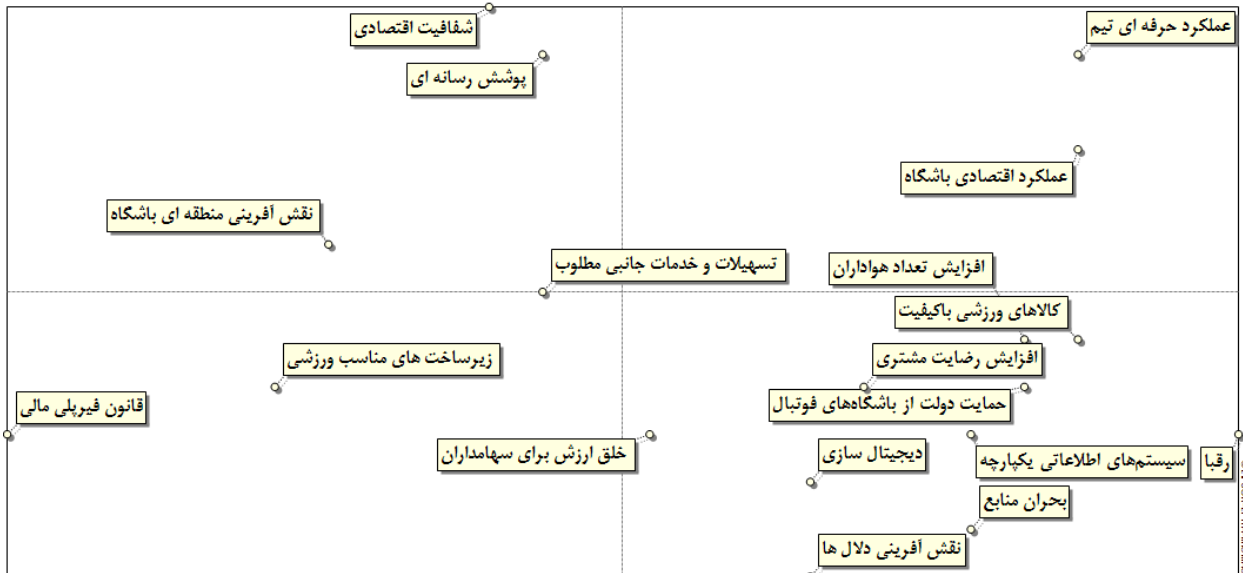 شفافیت اقتصادی
عملکرد حرفه ای تیم
پوشش رسانه ای
عملکرد اقتصادی باشگاه
نقش آفرینی منطقه ای باشگاه
تسهیلات و خدمات جانبی مطلوب
افزایش تعداد هواداران
کالاهای ورزشی باکیفیت
زیرساخت های مناسب ورزشی
افزایش رضایت مشتری
قانون فیرپلی مالی
حمایت دولت از باشگاه‌های فوتبال
خلق ارزش برای سهامداران
دیجیتال سازی
سیستم‌های اطلاعاتی یکپارچه
رقبا
بحران منابع
نقش آفرینی دلال ها